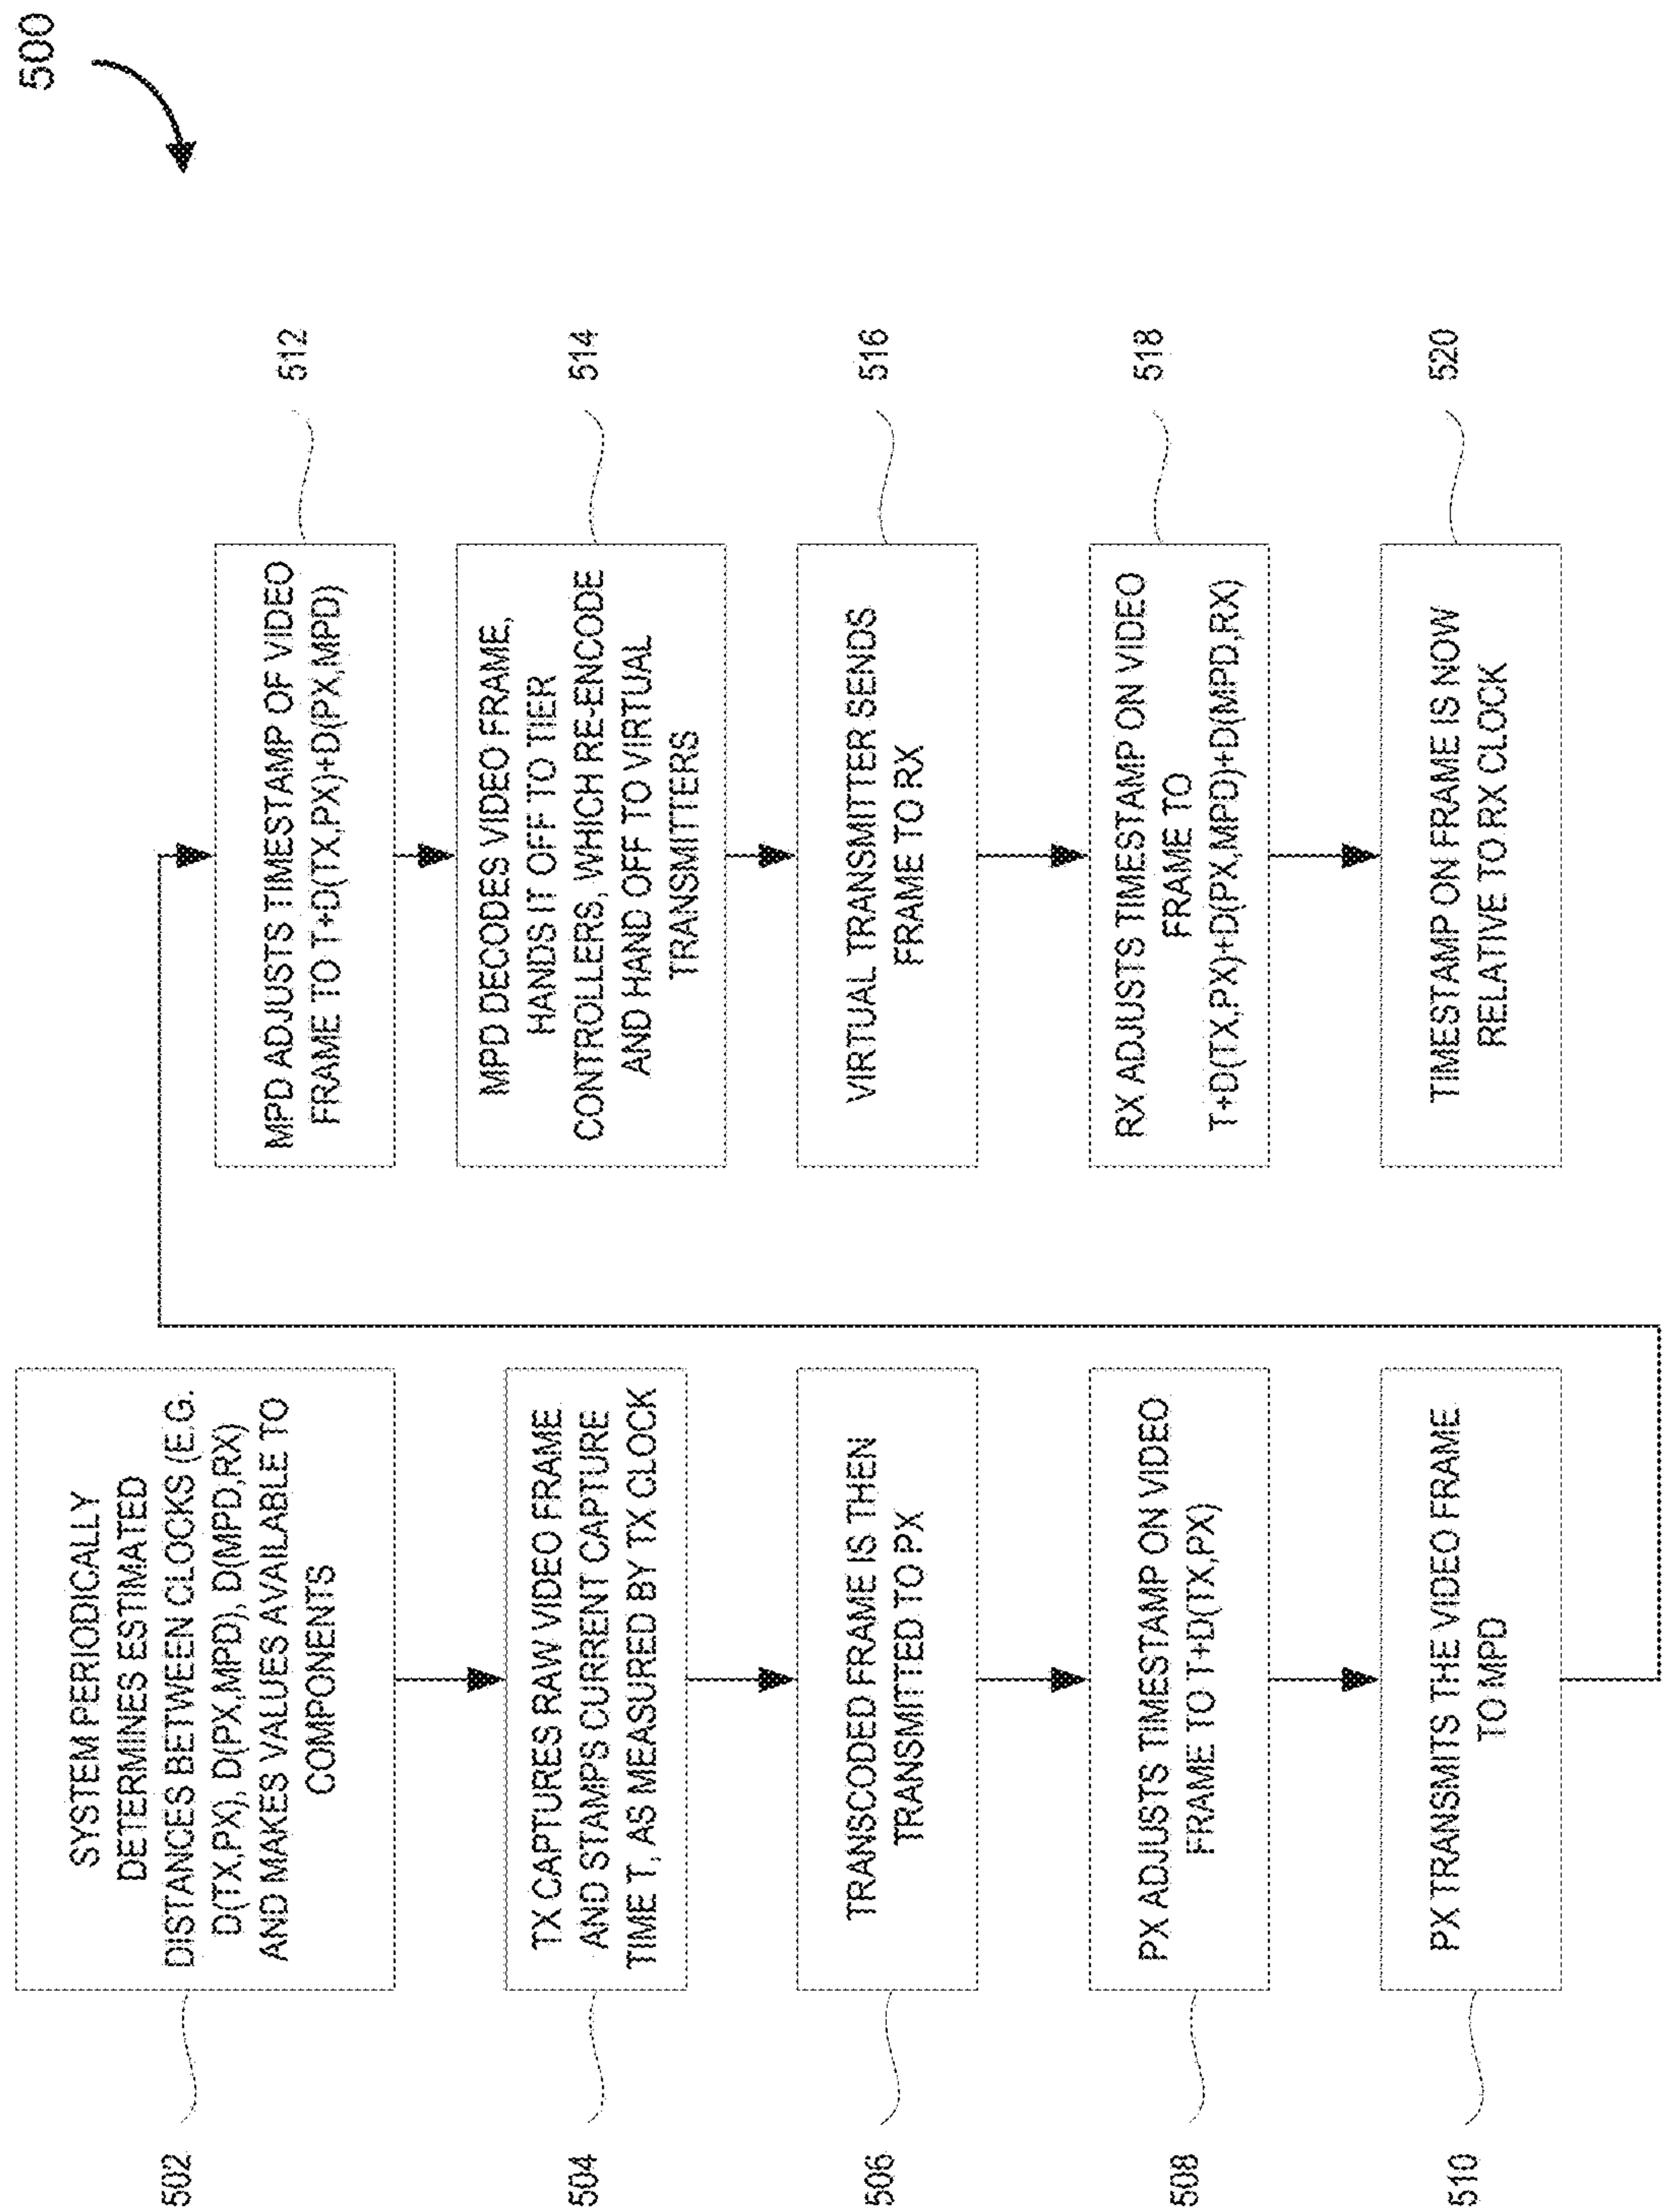 500
502
SYSTEM PERIODICALLY
DETERMINES ESTIMATED
DISTANCES BETWEEN CLOCKS (E.G.
D(TX,PX), D(PX,MPD), D(MPD,RX)
AND MAKES VALUES AVAILABLE TO
COMPONENTS
504
TX CAPTURES RAW VIDEO FRAME
AND STAMPS CURRENT CAPTURE
TIME T, AS MEASURED BY TX CLOCK
506
TRANSCODED FRAME IS THEN
TRANSMITTED TO PX
508
PX ADJUSTS TIMESTAMP ON VIDEO
FRAME TO T+D(TX,PX)
510
PX TRANSMITS THE VIDEO FRAME
TO MPD
512
MPD ADJUSTS TIMESTAMP OF VIDEO
FRAME TO T+D(TX,PX)+D(PX,MPD)
514
MPD DECODES VIDEO FRAME,
HANDS IT OFF TO TIER
CONTROLLERS, WHICH RE-ENCODE
AND HAND OFF TO VIRTUAL
TRANSMITTERS
516
VIRTUAL TRANSMITTER SENDS
FRAME TO RX
518
RX ADJUSTS TIMESTAMP ON VIDEO
FRAME TO
T+D(TX,PX)+D(PX,MPD)+D(MPD,RX)
520
TIMESTAMP ON FRAME IS NOW
RELATIVE TO RX CLOCK